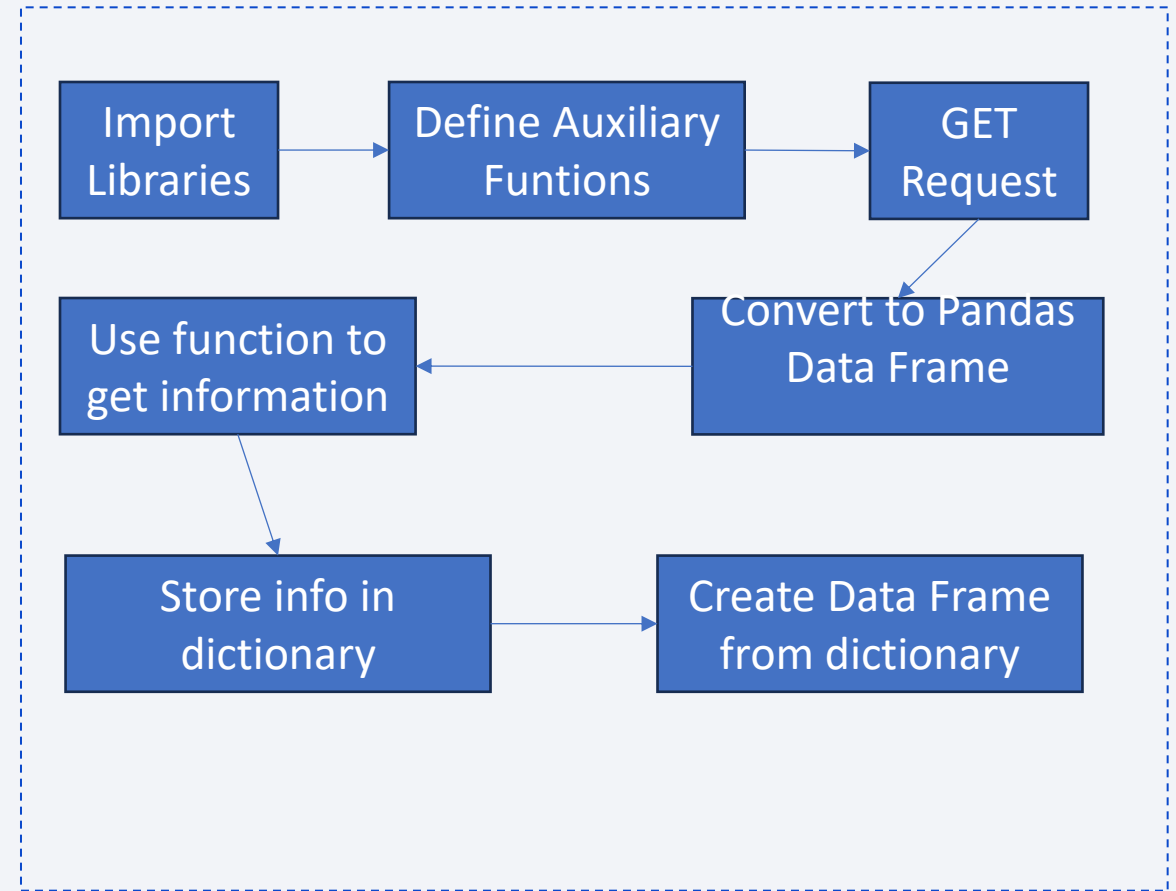 Import
Libraries
Define Auxiliary
Funtions
GET
Request
Convert to Pandas
Data Frame
Use function to
get information
Store info in
dictionary
Create Data Frame
from dictionary